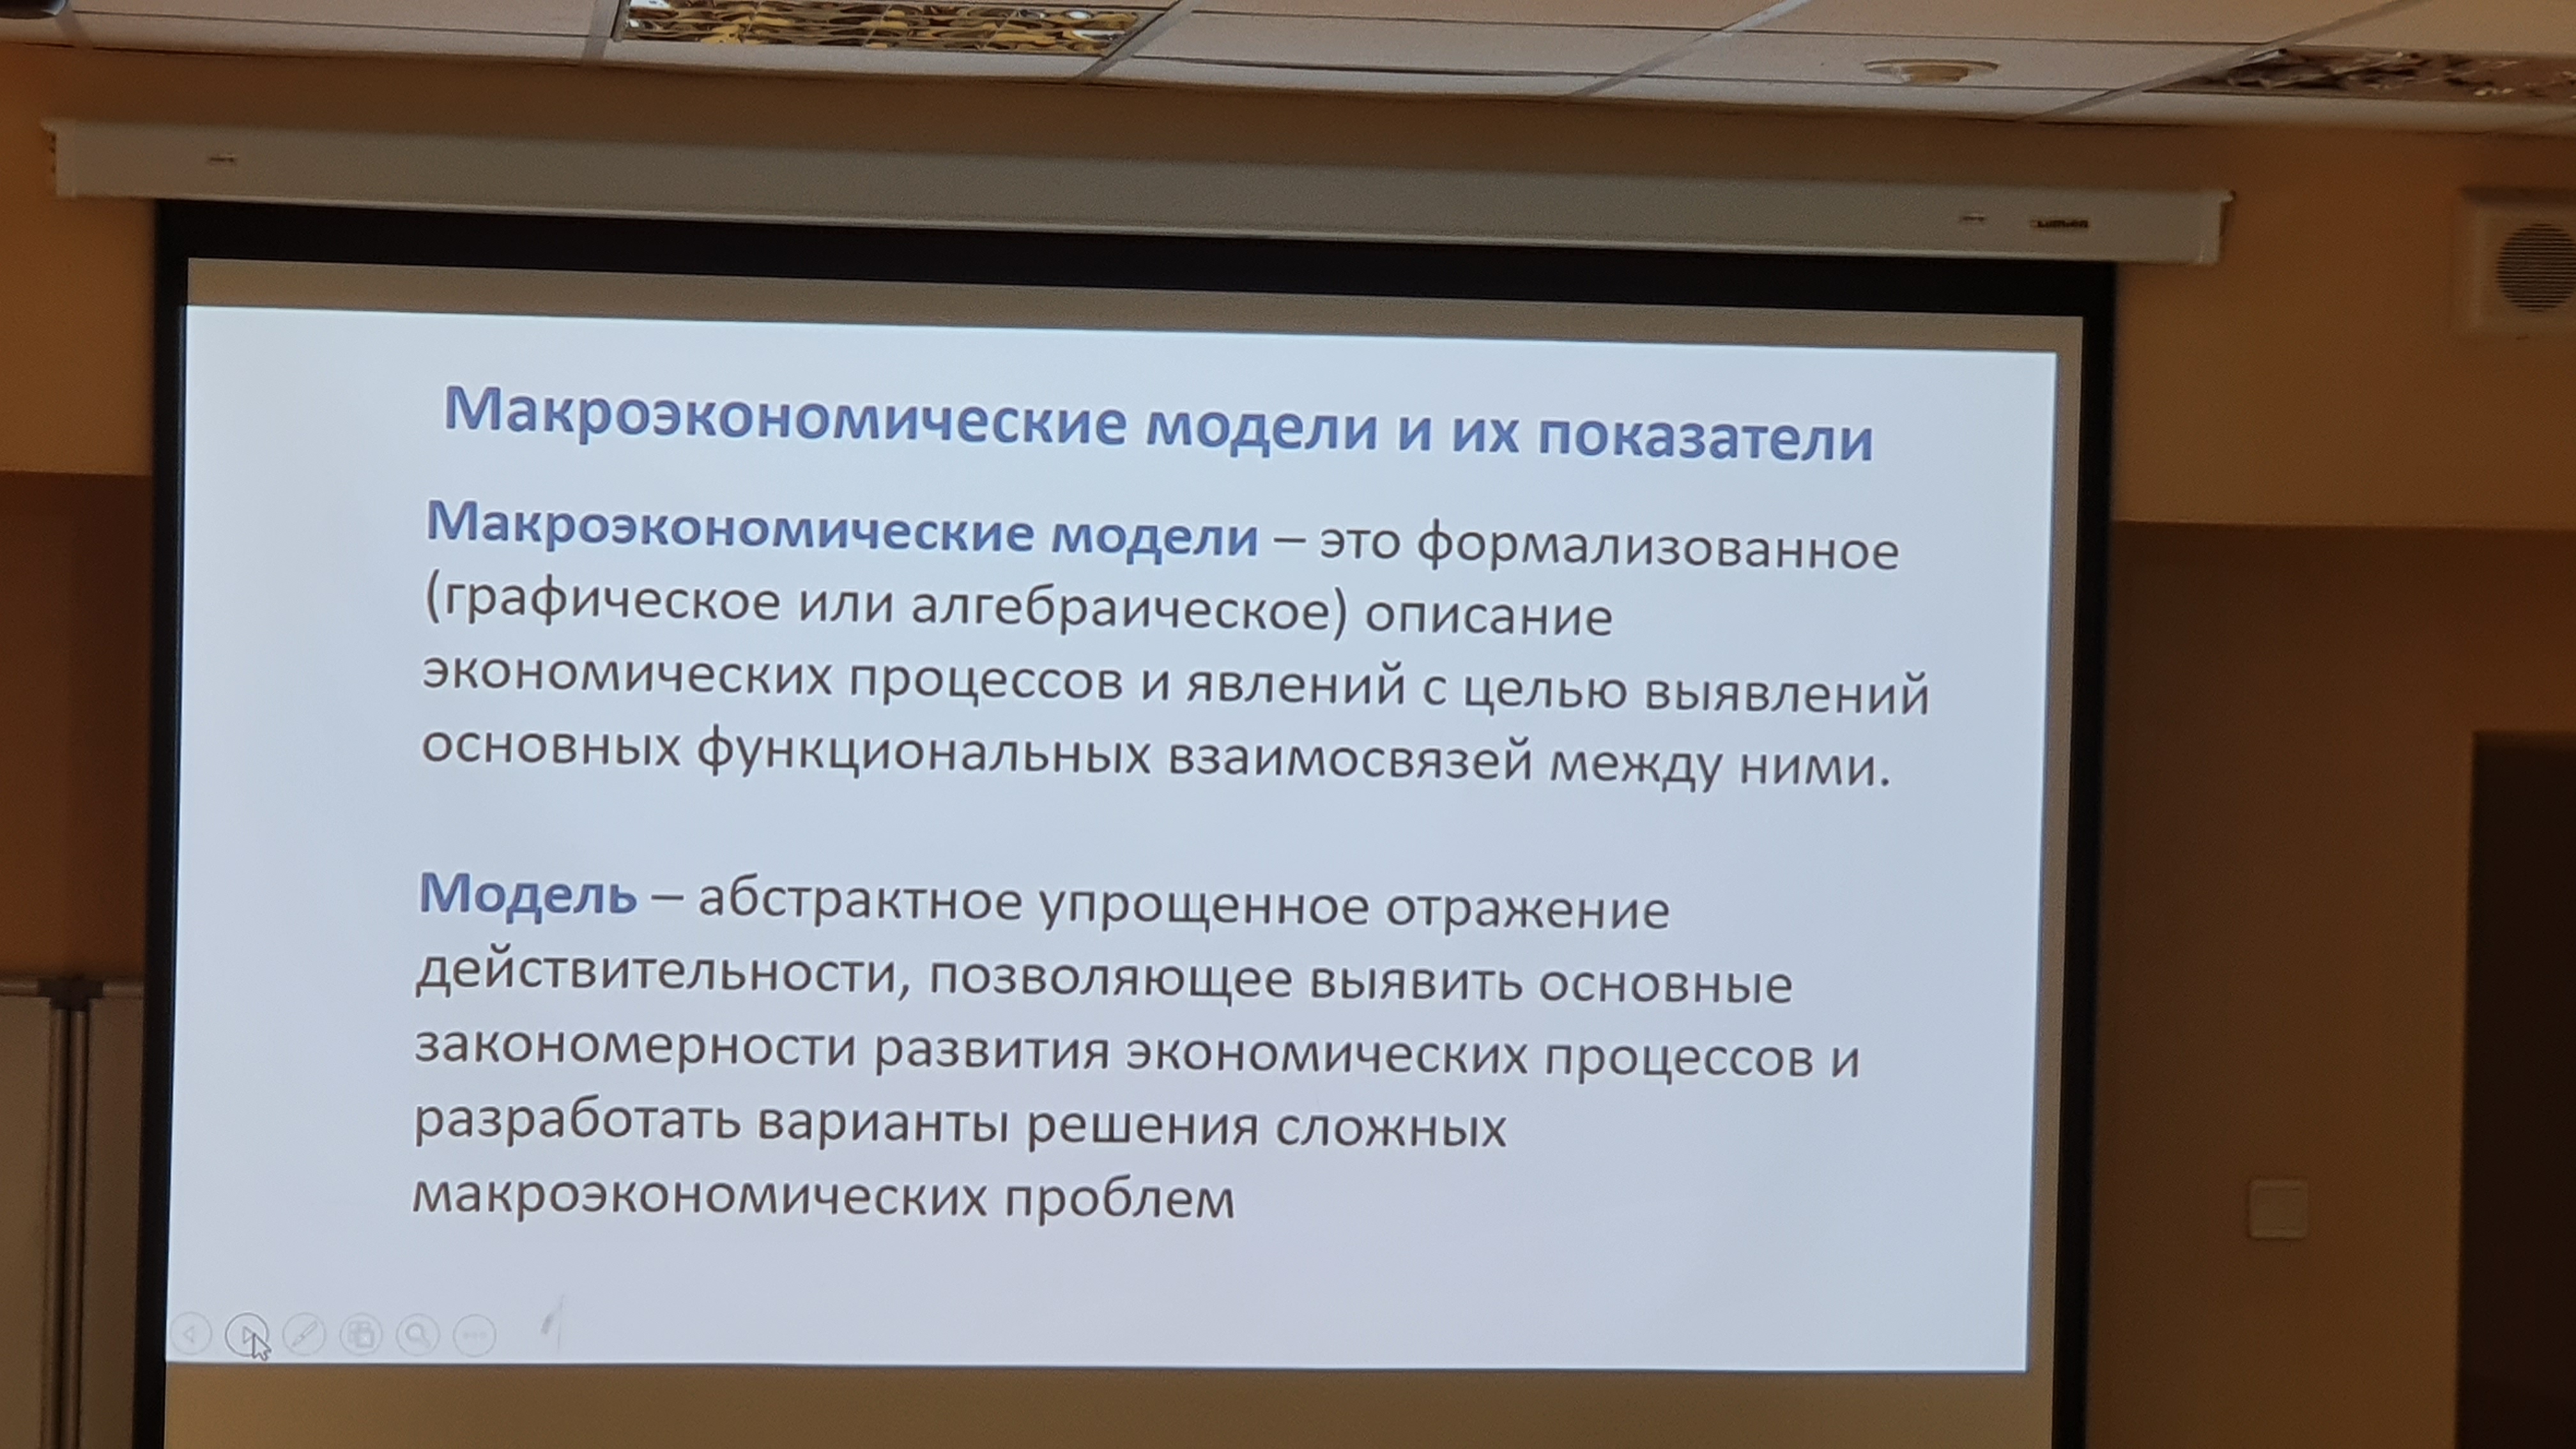 Макроэкономические модели и их показатели
Макроэкономические модели – это формализованное
(графическое или алгебраическое) описание
экономических процессов и явлений с целью выявлений
основных функциональных взаимосвязей между ними.
Модель – абстрактное упрощенное отражение
действительности, позволяющее выявить основные
закономерности развития экономических процессов и
разработать варианты решения сложных
макроэкономических проблем